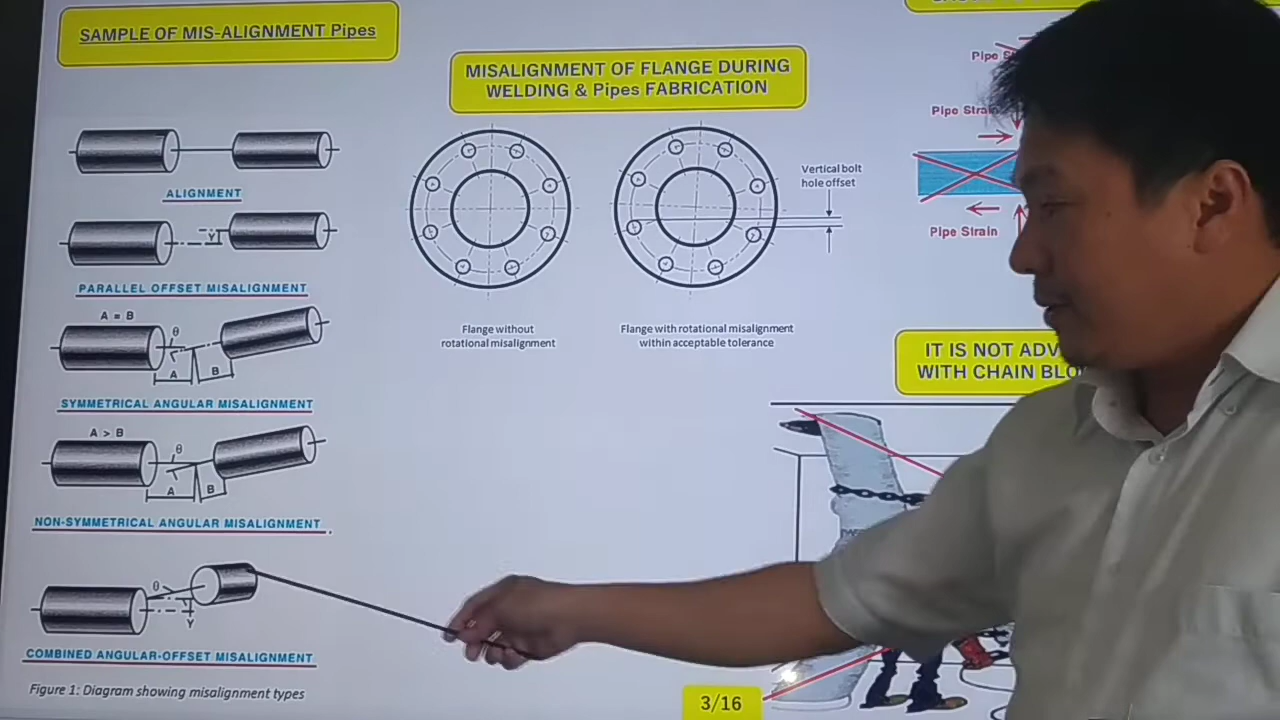 SAMPLE OF MIS-ALIGNMENT Pipes
ALIGNMENT
Y
PARALLEL OFFSET MISALIGNMENT
A = B
θ
A
B
SYMMETRICAL ANGULAR MISALIGNMENT
A > B
θ
A
B
NON-SYMMETRICAL ANGULAR MISALIGNMENT.
θ
Y
COMBINED ANGULAR-OFFSET MISALIGNMENT
Figure 1: Diagram showing misalignment types
MISALIGNMENT OF FLANGE DURING
WELDING & Pipes FABRICATION
Vertical bolt
hole offset
Flange without
rotational misalignment
Flange with rotational misalignment
within acceptable tolerance
Pipe
Pipe Strain
Pipe Strain
IT IS NOT
WITH CHAIN
3/16